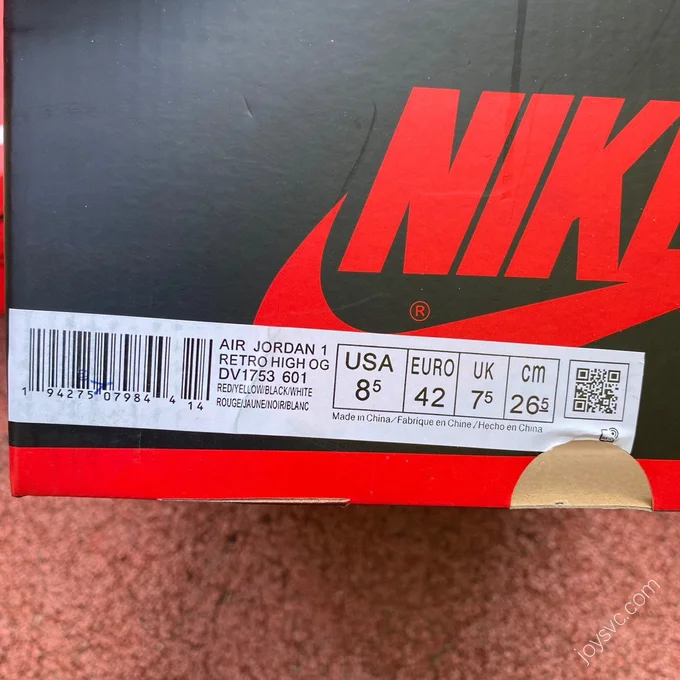 NIKE
®
AIR JORDAN 1
RETRO HIGH OG
DV1753 601
RED/YELLOW/BLACK/WHITE
ROUGE/JAUNE/NOIR/BLANC
1 94275 07984 4 14
USA EURO UK cm
8⁵ 42 7⁵ 26⁵
Made in China/Fabrique en Chine/Hecho en China
joysvc.com